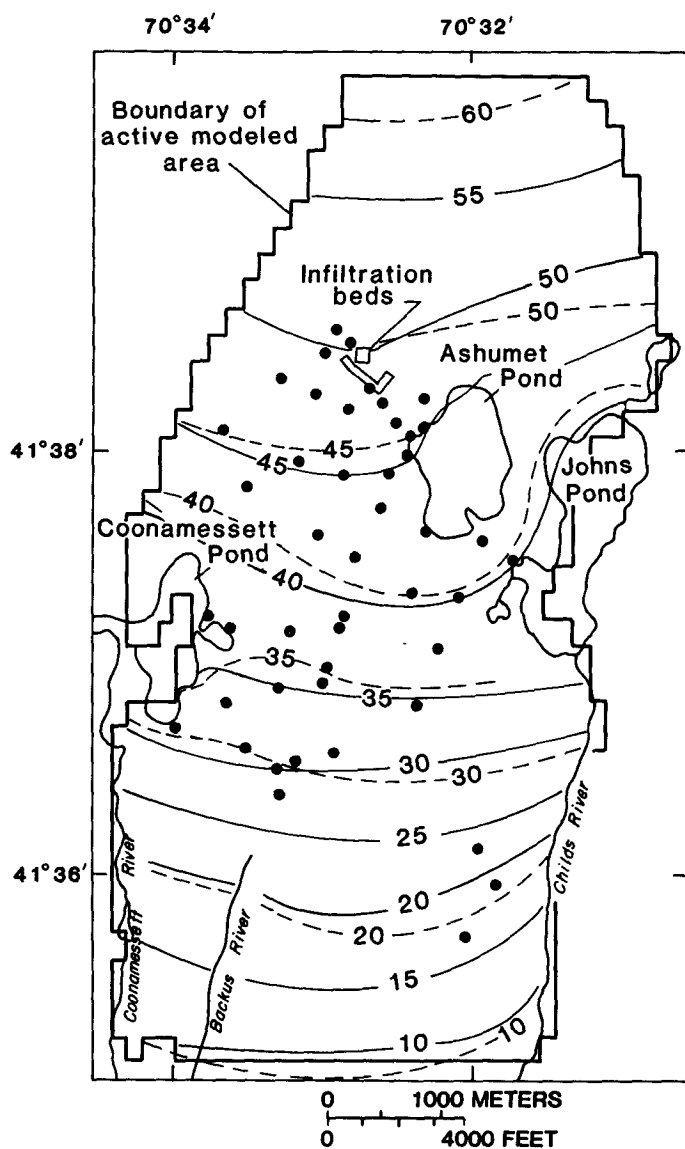 70°34′
70°32′
Boundary of
active modeled
area
60
55
Infiltration
beds
50
50
Ashumet
Pond
45
45
41°38′
Johns
Pond
40
Coonamessett
Pond
40
35
35
30
30
25
41°36′
20
20
15
10
10
Coonamessett River
Backus River
Childs River
0 1000 METERS
0 4000 FEET